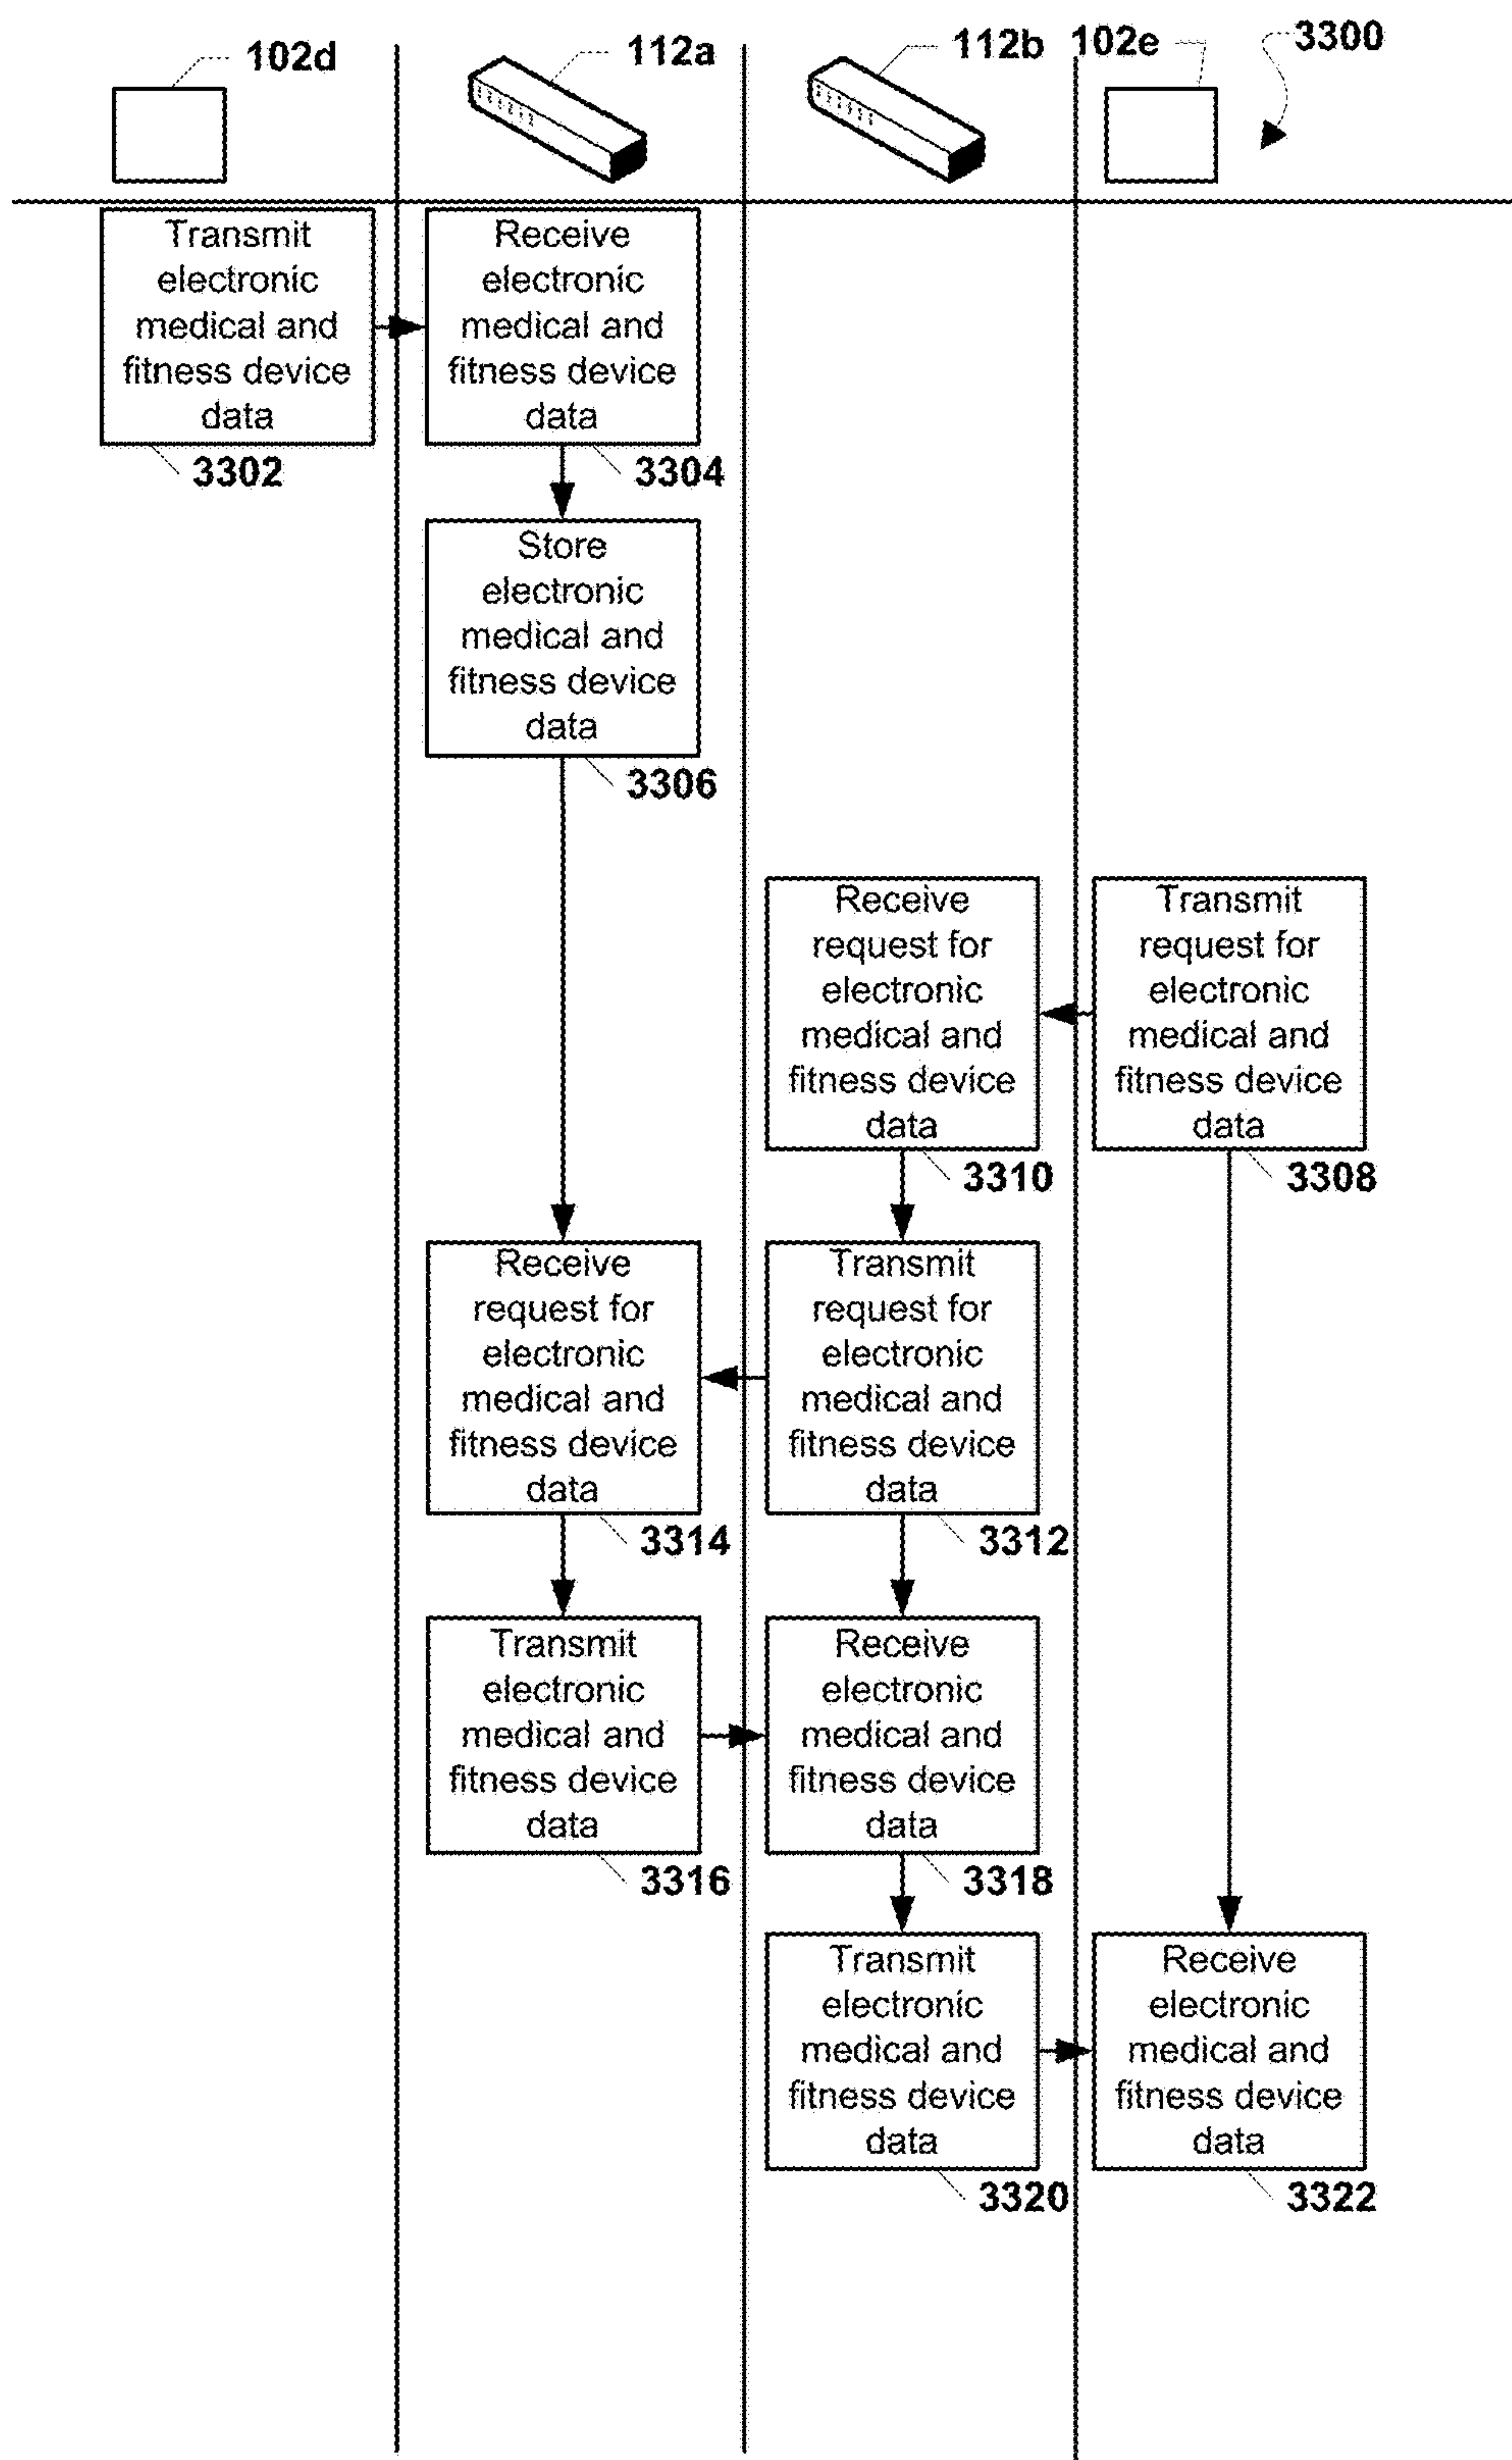 102d
112a
112b
102e
3300
Transmit
electronic
medical and
fitness device
data
3302
Receive
electronic
medical and
fitness device
data
3304
Store
electronic
medical and
fitness device
data
3306
Transmit
request for
electronic
medical and
fitness device
data
3308
Receive
request for
electronic
medical and
fitness device
data
3310
Transmit
request for
electronic
medical and
fitness device
data
3312
Receive
request for
electronic
medical and
fitness device
data
3314
Transmit
electronic
medical and
fitness device
data
3316
Receive
electronic
medical and
fitness device
data
3318
Transmit
electronic
medical and
fitness device
data
3320
Receive
electronic
medical and
fitness device
data
3322